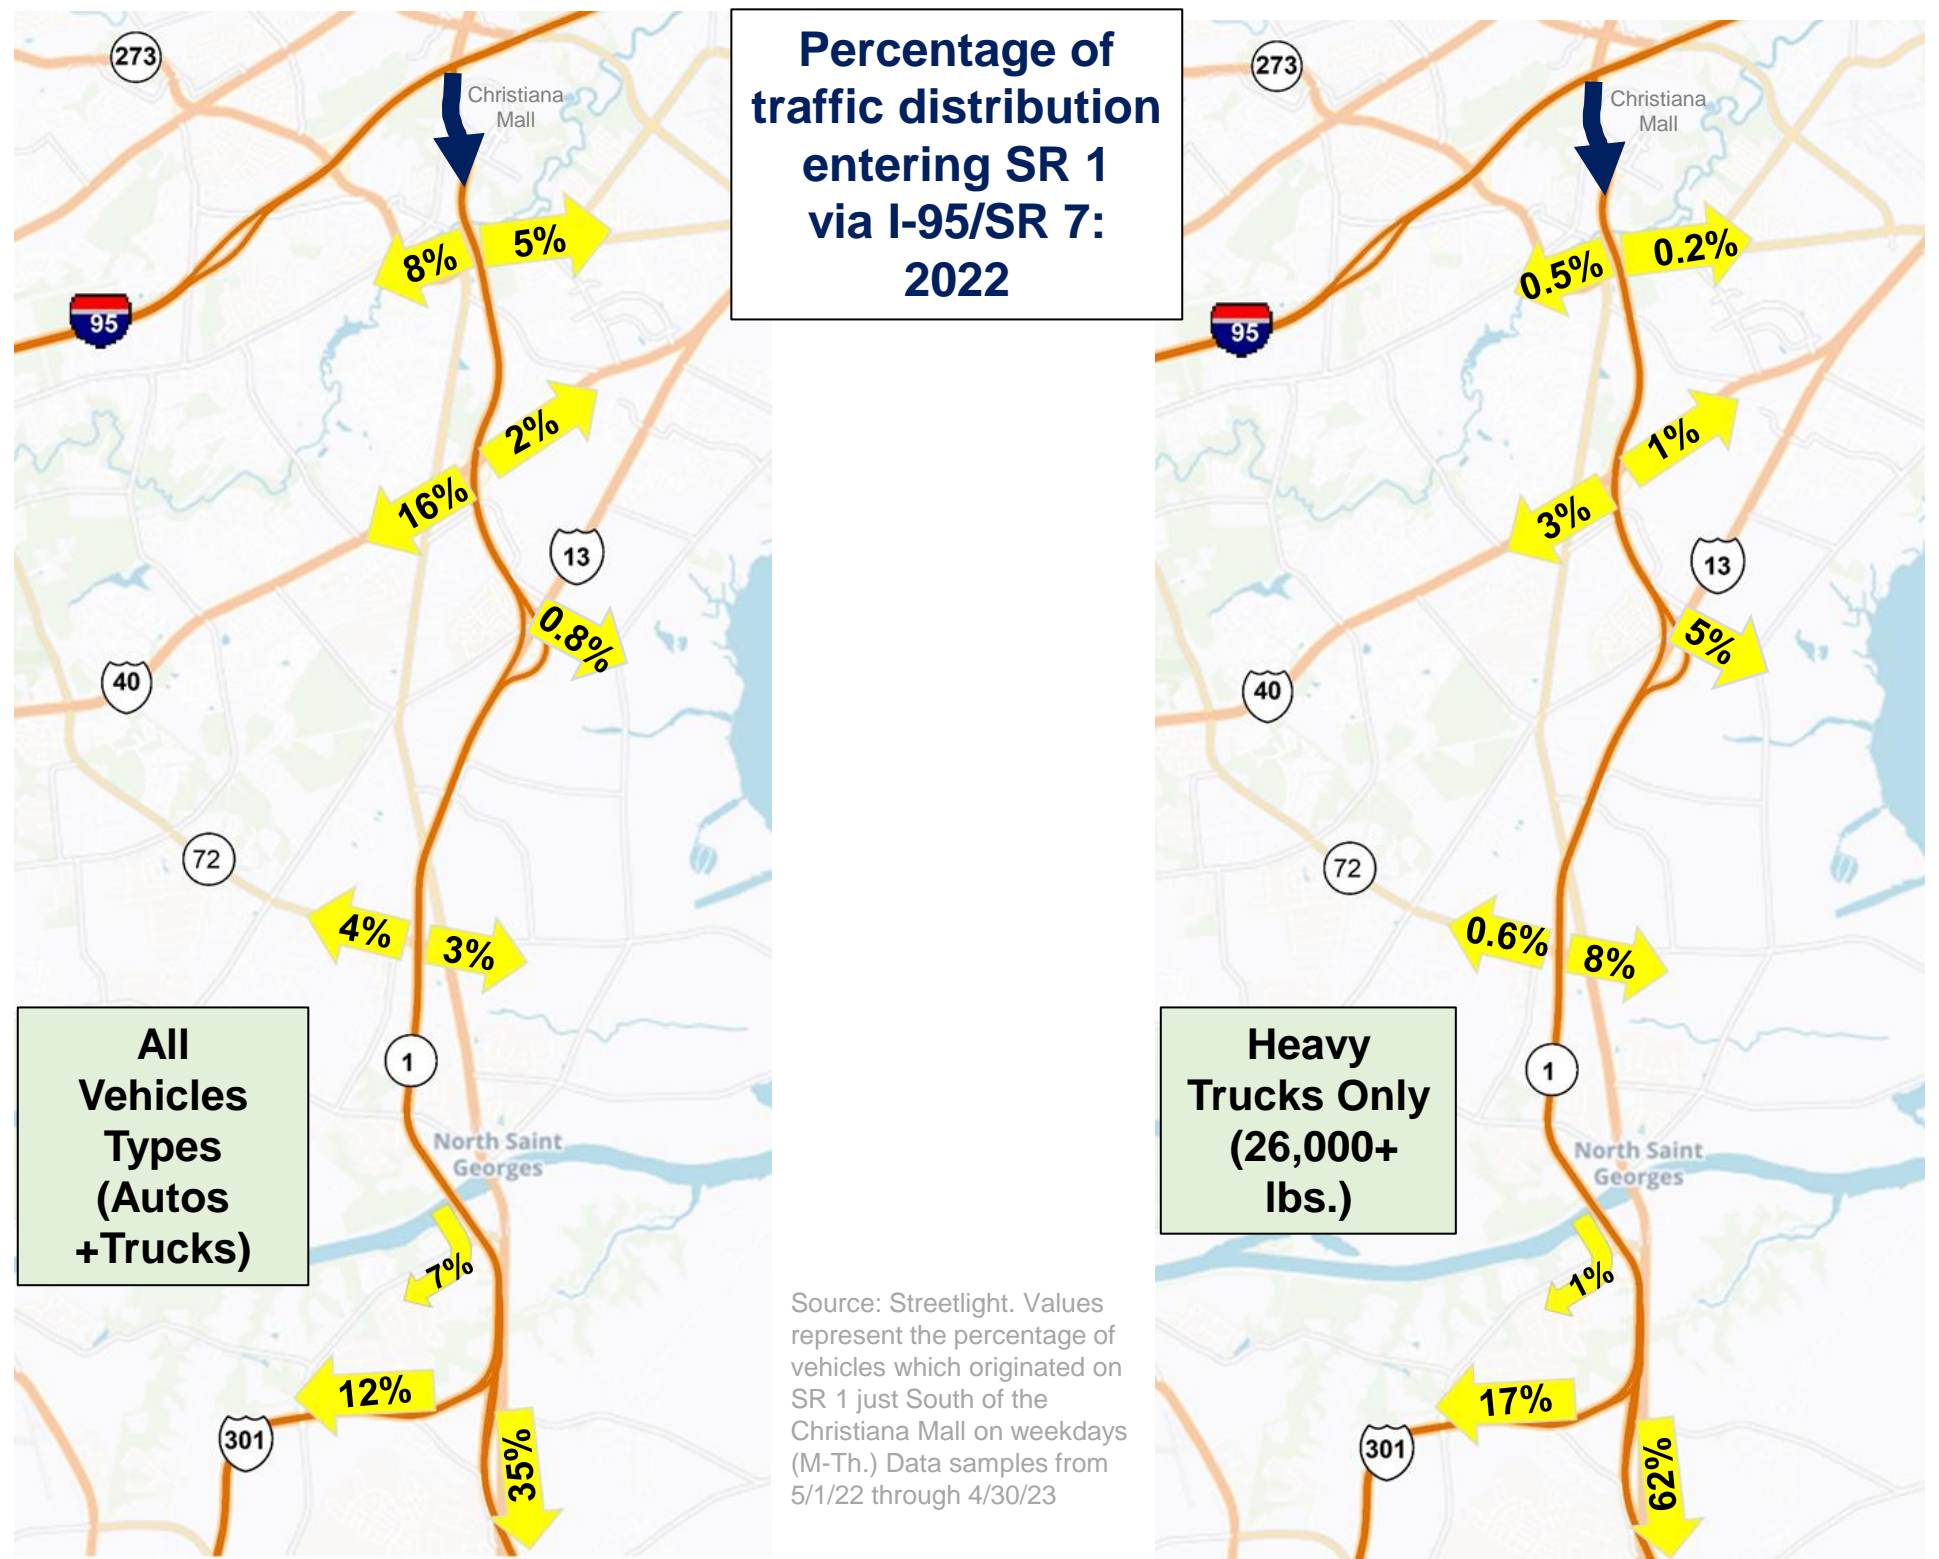 Percentage of
traffic distribution
entering SR 1
via I-95/SR 7:
2022
273
Christiana
Mall
8%
5%
95
2%
16%
13
0.8%
40
72
4%
3%
All
Vehicles
Types
(Autos
+Trucks)
1
North Saint
Georges
7%
12%
301
35%
Source: Streetlight. Values
represent the percentage of
vehicles which originated on
SR 1 just South of the
Christiana Mall on weekdays
(M-Th.) Data samples from
5/1/22 through 4/30/23
273
Christiana
Mall
0.5%
0.2%
95
1%
3%
13
5%
40
72
0.6%
8%
Heavy
Trucks Only
(26,000+
lbs.)
1
North Saint
Georges
1%
17%
301
62%